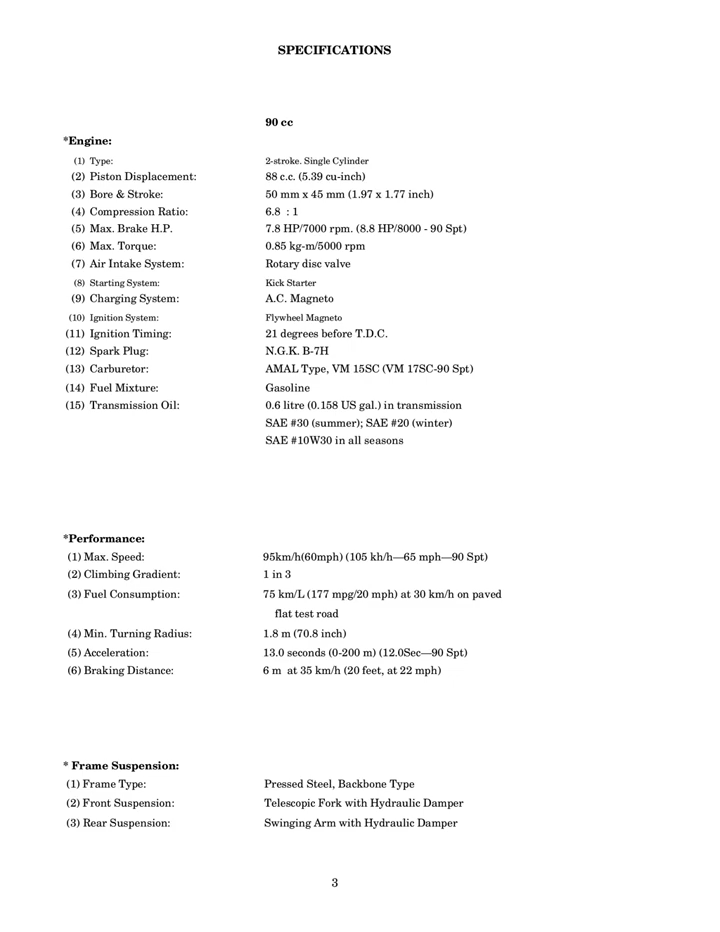 SPECIFICATIONS
90 cc
*Engine:
(1) Type: 2-stroke. Single Cylinder
(2) Piston Displacement: 88 c.c. (5.39 cu-inch)
(3) Bore & Stroke: 50 mm x 45 mm (1.97 x 1.77 inch)
(4) Compression Ratio: 6.8 : 1
(5) Max. Brake H.P. 7.8 HP/7000 rpm. (8.8 HP/8000 - 90 Spt)
(6) Max. Torque: 0.85 kg-m/5000 rpm
(7) Air Intake System: Rotary disc valve
(8) Starting System: Kick Starter
(9) Charging System: A.C. Magneto
(10) Ignition System: Flywheel Magneto
(11) Ignition Timing: 21 degrees before T.D.C.
(12) Spark Plug: N.G.K. B-7H
(13) Carburetor: AMAL Type, VM 15SC (VM 17SC-90 Spt)
(14) Fuel Mixture: Gasoline
(15) Transmission Oil: 0.6 litre (0.158 US gal.) in transmission
SAE #30 (summer); SAE #20 (winter)
SAE #10W30 in all seasons
*Performance:
(1) Max. Speed: 95km/h(60mph) (105 kh/h—65 mph—90 Spt)
(2) Climbing Gradient: 1 in 3
(3) Fuel Consumption: 75 km/L (177 mpg/20 mph) at 30 km/h on paved
flat test road
(4) Min. Turning Radius: 1.8 m (70.8 inch)
(5) Acceleration: 13.0 seconds (0-200 m) (12.0Sec—90 Spt)
(6) Braking Distance: 6 m at 35 km/h (20 feet, at 22 mph)
* Frame Suspension:
(1) Frame Type: Pressed Steel, Backbone Type
(2) Front Suspension: Telescopic Fork with Hydraulic Damper
(3) Rear Suspension: Swinging Arm with Hydraulic Damper
3